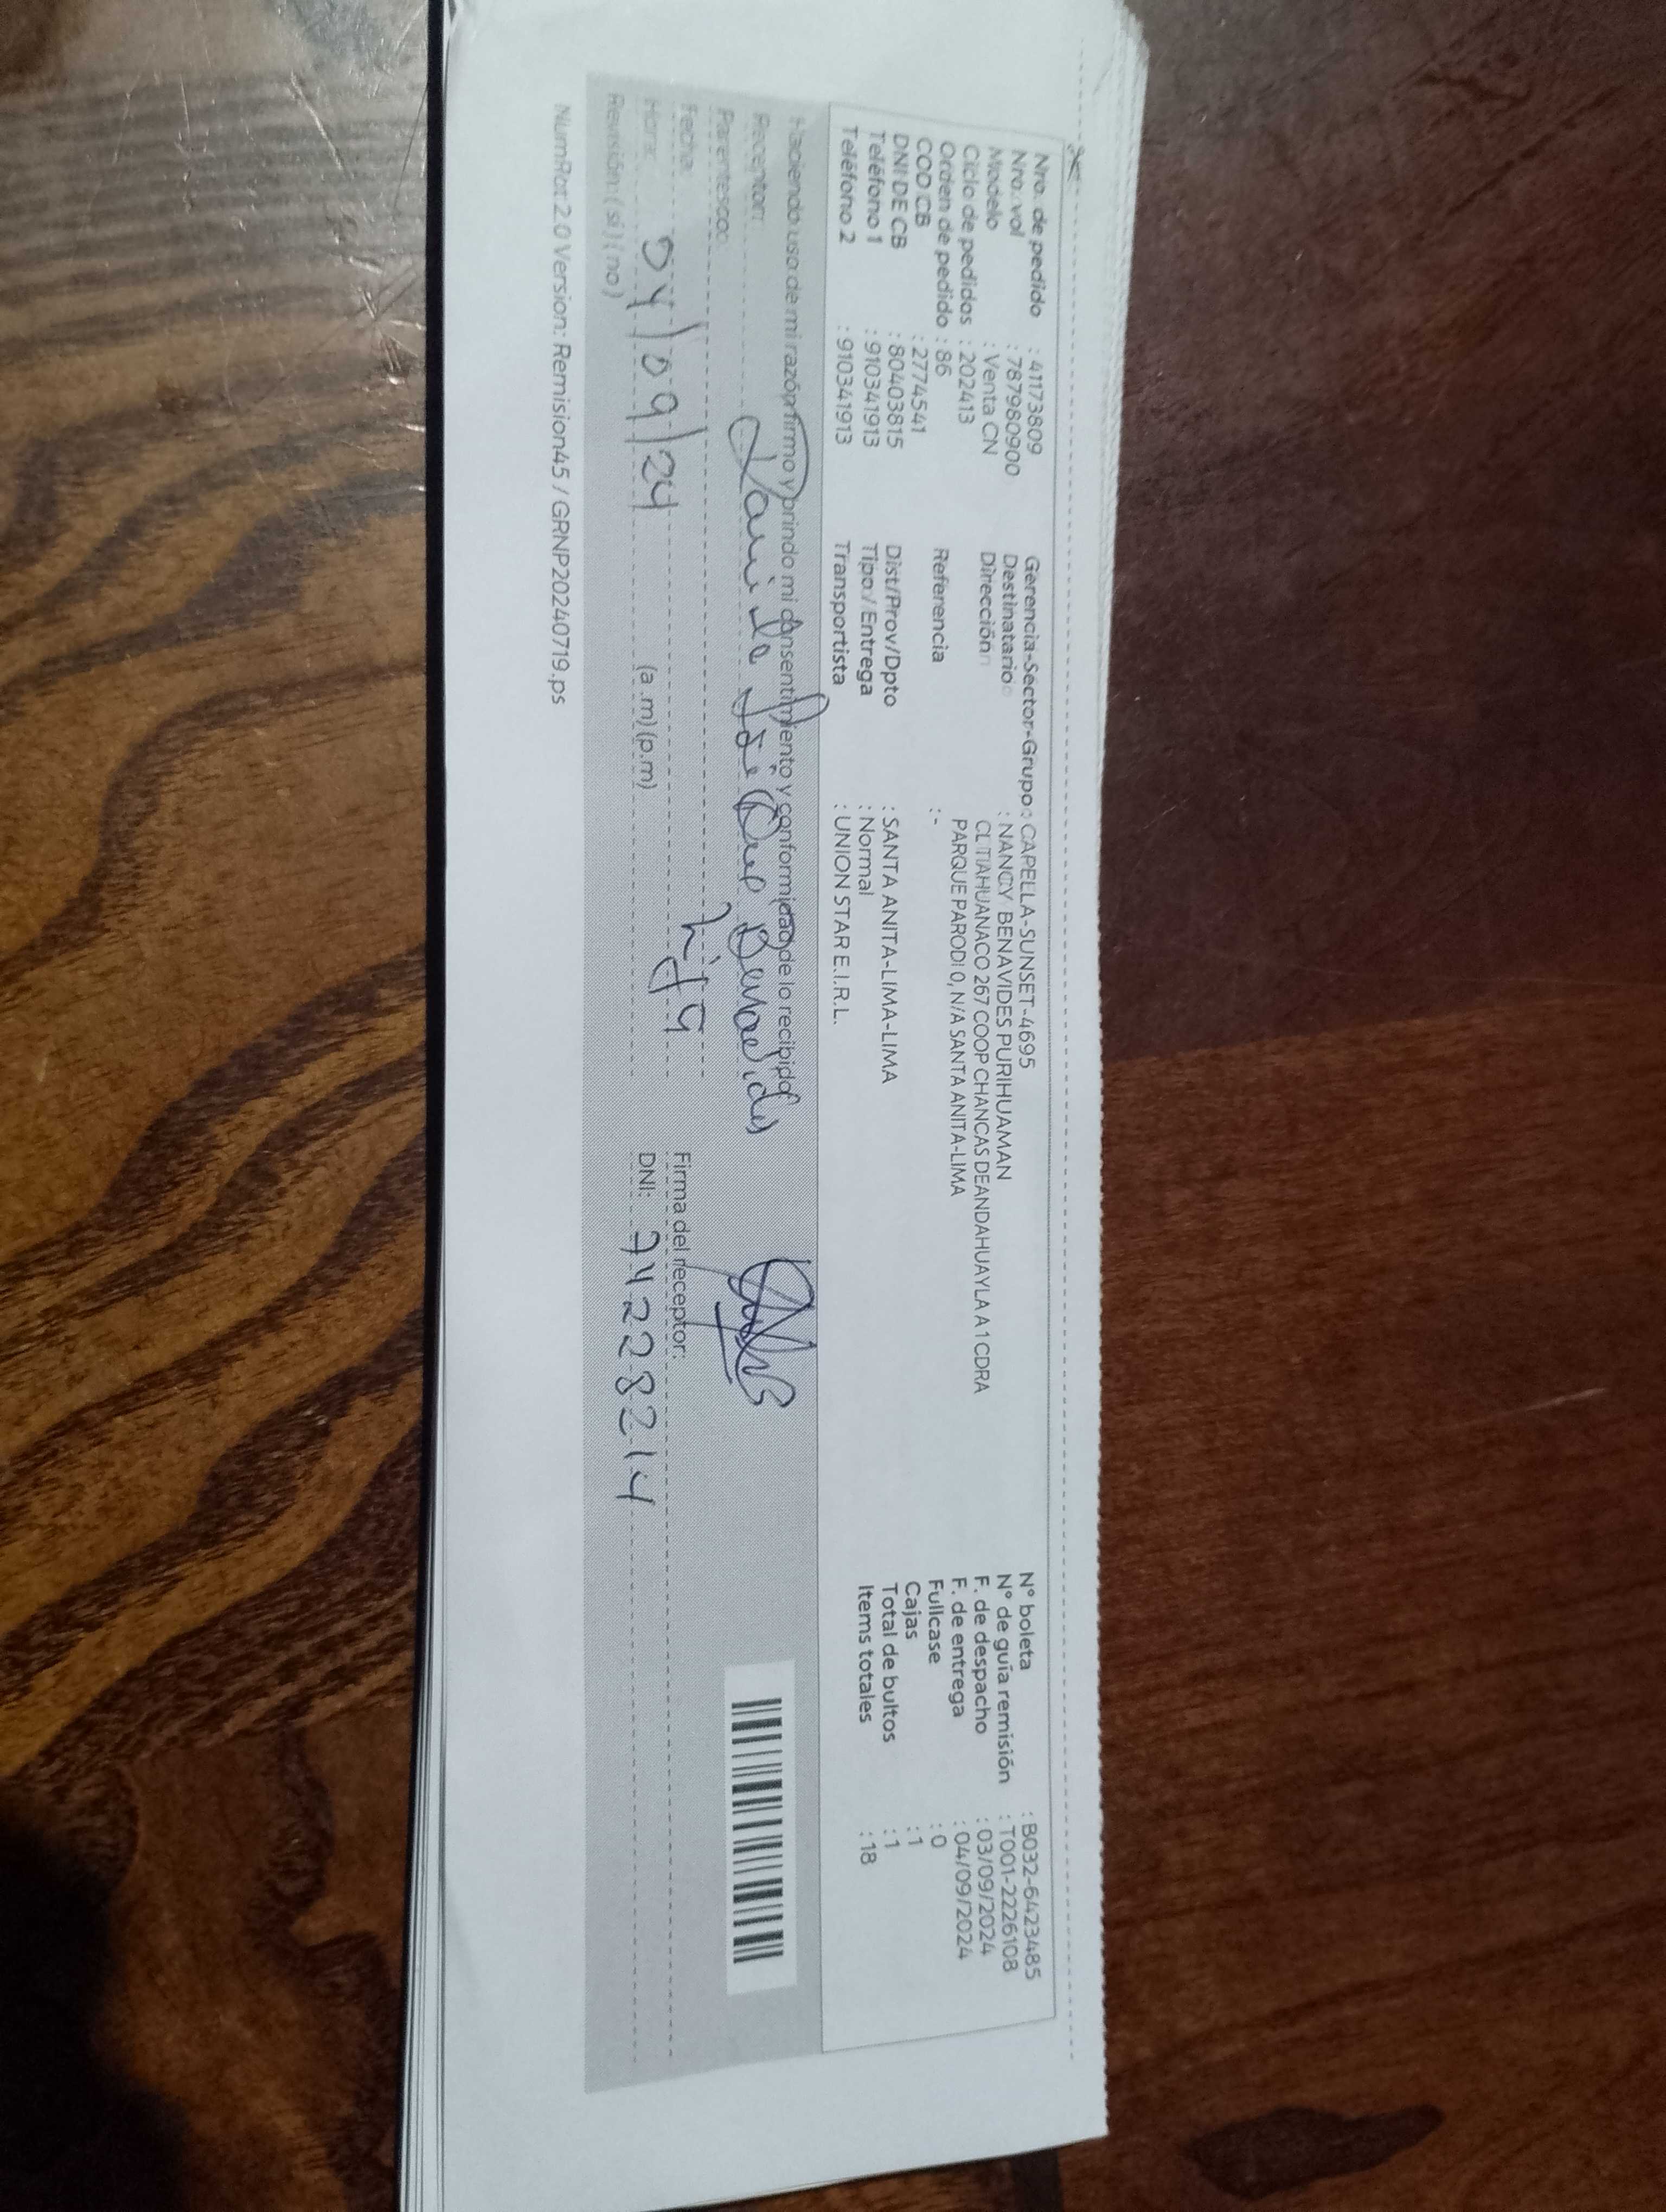 Nro. de pedido : 41173809
Nro. vol : 787980900
Modelo : Venta CN
Ciclo de pedidos : 202413
Orden de pedido : 86
COD CB : 2774541
DNI DE CB : 80403815
Teléfono 1 : 910341913
Teléfono 2 : 910341913
Gerencia-Sector-Grupo : CAPELLA-SUNSET-4695
Destinatario : NANCY BENAVIDES PURIHUAMAN
Dirección CL TIAHUANACO 267 COOP CHANCAS DEANDAHUAYLA A 1 CDRA
PARQUE PARODI 0, N/A SANTA ANITA-LIMA
Referencia : -
Dist/Prov/Dpto : SANTA ANITA-LIMA-LIMA
Tipo / Entrega : Normal
Transportista : UNION STAR E.I.R.L.
N° boleta : B032-6423485
N° de guía remisión : T001-2226108
F. de despacho : 03/09/2024
F. de entrega : 04/09/2024
Fullcase : 0
Cajas : 1
Total de bultos : 1
Items totales : 18
Haciendo uso de mi razón firmo y brindo mi consentimiento y conformidad de lo recibido
Receptor: Benavides
Parentesco: hija
Fecha: 04/09/24
Hora: (a.m) (p.m)
Revisión: ( si ) ( no )
Firma del receptor:
DNI: 74228214
NumRot 2.0 Version: Remision45 / GRNP20240719.ps